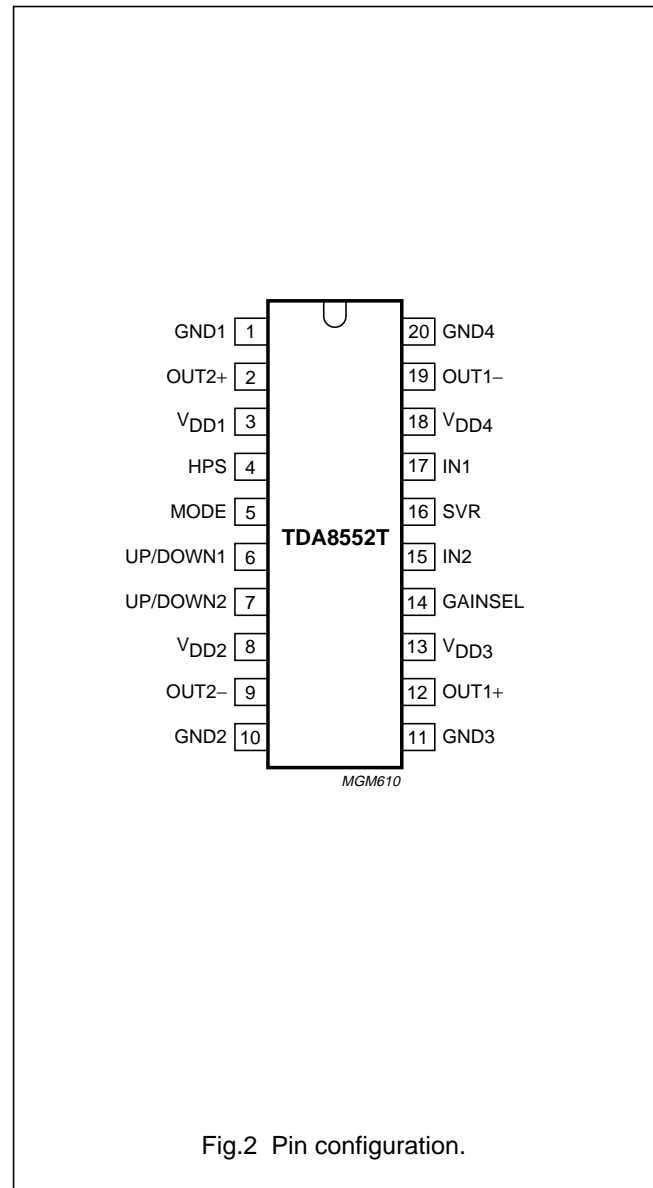 GND1 1 20 GND4
OUT2+ 2 19 OUT1−
VDD1 3 18 VDD4
HPS 4 17 IN1
MODE 5 16 SVR
TDA8552T
UP/DOWN1 6 15 IN2
UP/DOWN2 7 14 GAINSEL
VDD2 8 13 VDD3
OUT2− 9 12 OUT1+
GND2 10 11 GND3
MGM610
Fig.2 Pin configuration.